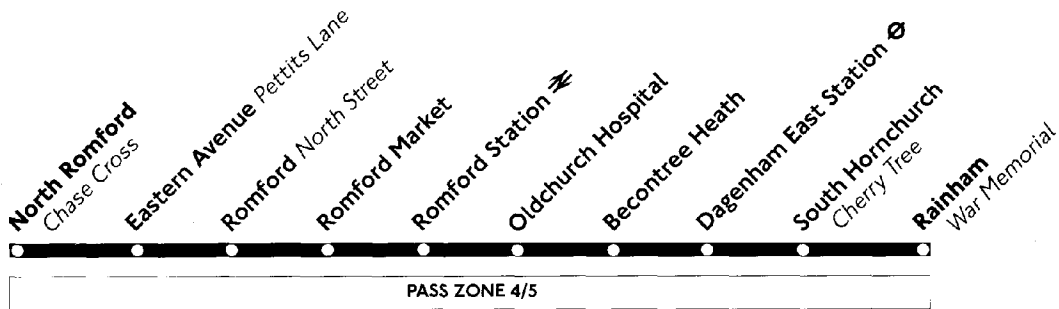 North Romford
Chase Cross
Eastern Avenue Pettits Lane
Romford North Street
Romford Market
Romford Station
Oldchurch Hospital
Becontree Heath
Dagenham East Station
South Hornchurch
Cherry Tree
Rainham
War Memorial
PASS ZONE 4/5